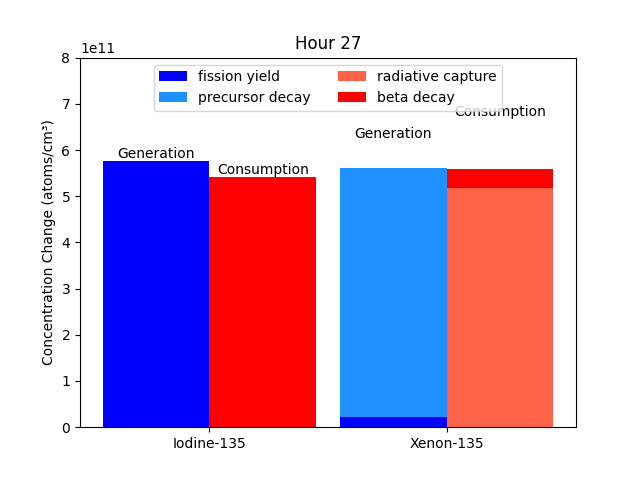 Hour 27
1e11
fission yield
precursor decay
radiative capture
beta decay
Generation
Consumption
Generation
Consumption
Concentration Change (atoms/cm³)
8
7
6
5
4
3
2
1
0
Iodine-135
Xenon-135